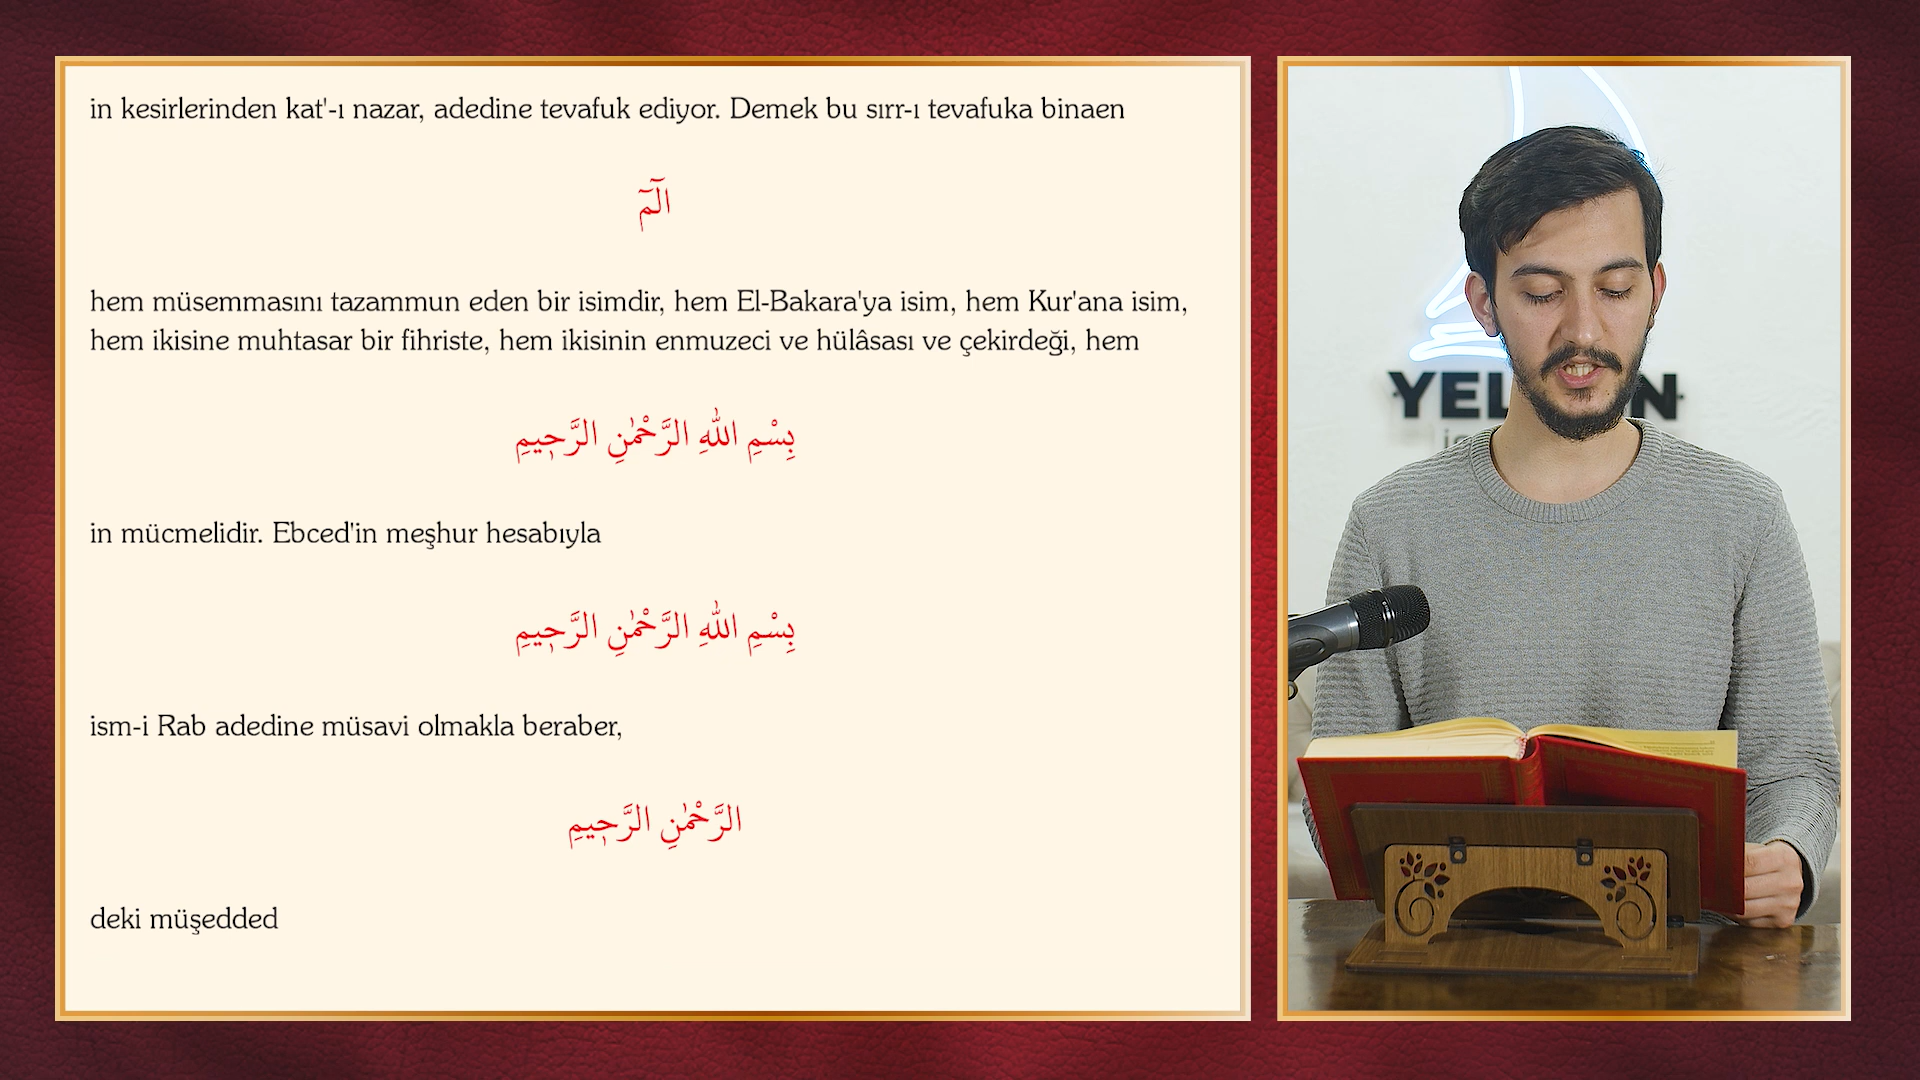 in kesirlerinden kat'-ı nazar, adedine tevafuk ediyor. Demek bu sırr-ı tevafuka binaen
الٓمٓ
hem müsemmasını tazammun eden bir isimdir, hem El-Bakara'ya isim, hem Kur'ana isim,
hem ikisine muhtasar bir fihriste, hem ikisinin enmuzeci ve hülâsası ve çekirdeği, hem
بِسْمِ اللّٰهِ الرَّحْمٰنِ الرَّحٖيمِ
in mücmelidir. Ebced'in meşhur hesabıyla
بِسْمِ اللّٰهِ الرَّحْمٰنِ الرَّحٖيمِ
ism-i Rab adedine müsavi olmakla beraber,
الرَّحْمٰنِ الرَّحٖيمِ
deki müşedded